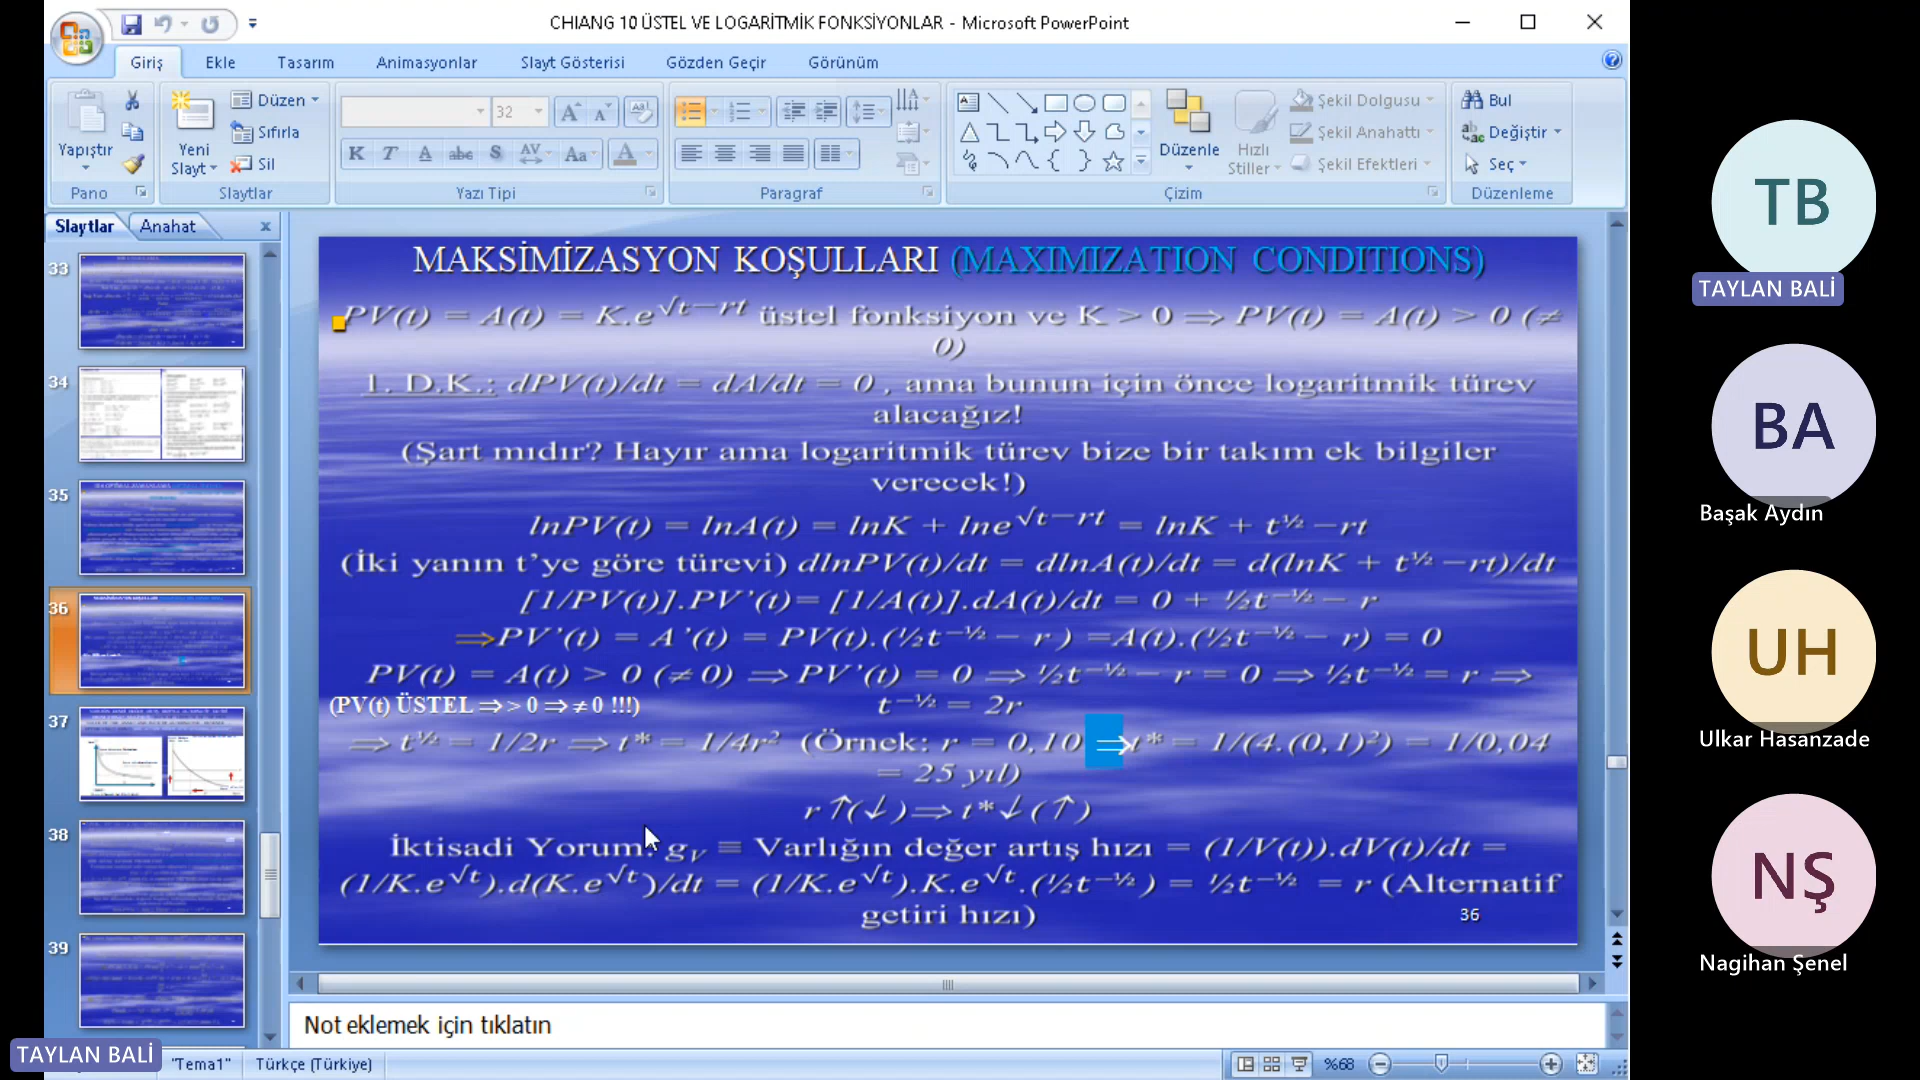 CHIANG 10 ÜSTEL VE LOGARİTMİK FONKSİYONLAR - Microsoft PowerPoint
Giriş Ekle Tasarım Animasyonlar Slayt Gösterisi Gözden Geçir Görünüm
Yapıştır
Pano
Yeni Slayt
Düzen
Sıfırla
Sil
Slaytlar
32
K T A abc S AV Aa A
Yazı Tipi
Paragraf
Düzenle
Hızlı Stiller
Şekil Dolgusu
Şekil Anahattı
Şekil Efektleri
Çizim
Bul
Değiştir
Seç
Düzenleme
Slaytlar Anahat x
33
34
35
36
37
38
39
MAKSİMİZASYON KOŞULLARI (MAXIMIZATION CONDITIONS)
PV(t) = A(t) = K.e^√t−rt üstel fonksiyon ve K > 0 ⇒ PV(t) = A(t) > 0 (≠
0)
1. D.K.: dPV(t)/dt = dA/dt = 0 , ama bunun için önce logaritmik türev
alacağız!
(Şart mıdır? Hayır ama logaritmik türev bize bir takım ek bilgiler
verecek!)
lnPV(t) = lnA(t) = lnK + lne^√t−rt = lnK + t^½ −rt
(İki yanın t’ye göre türevi) dlnPV(t)/dt = dlnA(t)/dt = d(lnK + t^½ −rt)/dt
[1/PV(t)].PV’(t)= [1/A(t)].dA(t)/dt = 0 + ½t^−½ − r
⇒PV’(t) = A’(t) = PV(t).(½t^−½ − r ) =A(t).(½t^−½ − r) = 0
PV(t) = A(t) > 0 (≠ 0) ⇒ PV’(t) = 0 ⇒ ½t^−½ − r = 0 ⇒ ½t^−½ = r ⇒
(PV(t) ÜSTEL ⇒ > 0 ⇒ ≠ 0 !!!) t^−½ = 2r
⇒ t^½ = 1/2r ⇒ t* = 1/4r² (Örnek: r = 0,10 ⇒t* = 1/(4.(0,1)²) = 1/0,04
= 25 yıl)
r ↑(↓) ⇒ t*↓(↑)
İktisadi Yorum: gᵥ ≡ Varlığın değer artış hızı = (1/V(t)).dV(t)/dt =
(1/K.e^√t).d(K.e^√t)/dt = (1/K.e^√t).K.e^√t.(½t^−½ ) = ½t^−½ = r (Alternatif
getiri hızı)
36
Not eklemek için tıklatın
"Tema1" Türkçe (Türkiye) %68
TAYLAN BALİ
TB
TAYLAN BALİ
BA
Başak Aydın
UH
Ulkar Hasanzade
NŞ
Nagihan Şenel